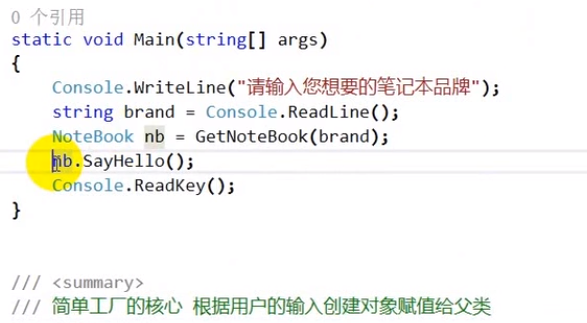 0 个引用
static void Main(string[] args)
{
Console.WriteLine("请输入您想要的笔记本品牌");
string brand = Console.ReadLine();
NoteBook nb = GetNoteBook(brand);
nb.SayHello();
Console.ReadKey();
}
/// <summary>
/// 简单工厂的核心 根据用户的输入创建对象赋值给父类